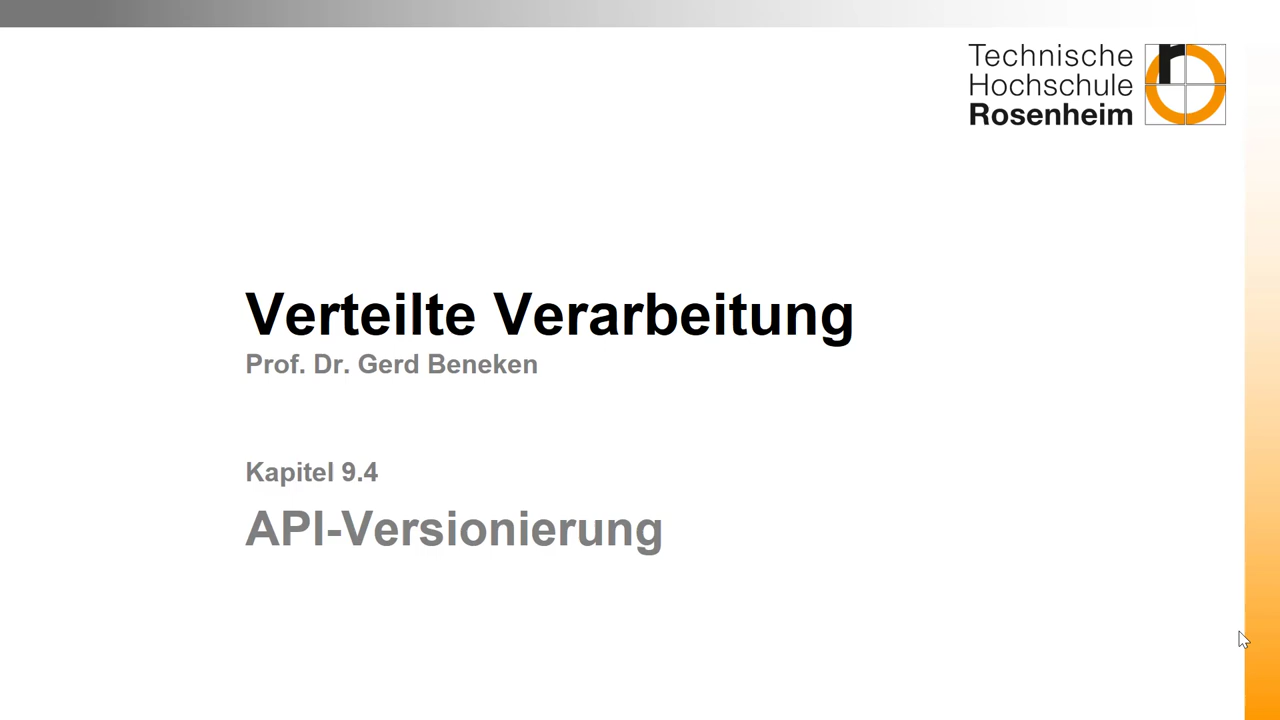 Technische
Hochschule
Rosenheim
Verteilte Verarbeitung
Prof. Dr. Gerd Beneken
Kapitel 9.4
API-Versionierung